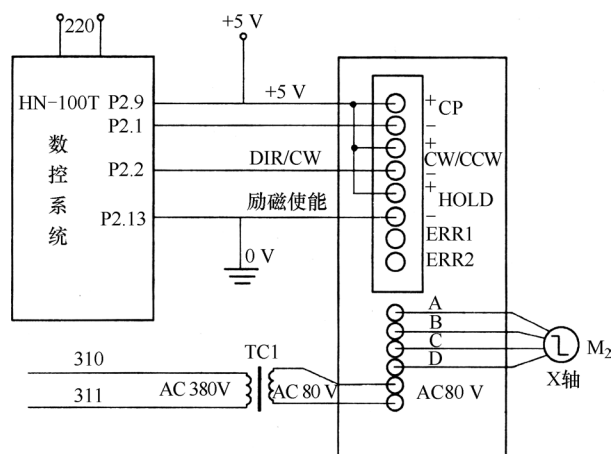 220
+5 V
HN-100T
数控系统
P2.9
P2.1
P2.2
P2.13
+5 V
DIR/CW
励磁使能
0 V
+
CP
−
+
CW/CCW
−
+
HOLD
−
ERR1
ERR2
A
B
C
D
M2
X轴
310
311
TC1
AC 380V
AC 80 V
AC80 V